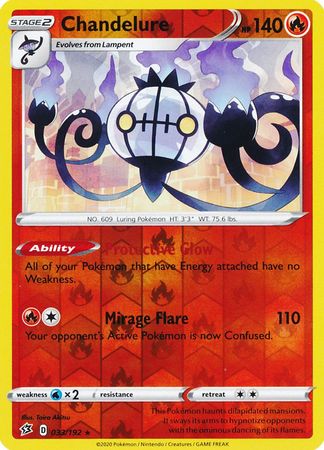 STAGE 2 Chandelure HP 140
Evolves from Lampent
NO. 609 Luring Pokémon HT: 3'3" WT: 75.6 lbs.
Ability Protective Glow
All of your Pokémon that have Energy attached have no
Weakness.
Mirage Flare 110
Your opponent's Active Pokémon is now Confused.
weakness ×2 resistance retreat
Illus. Taira Akitsu
D 033/192 ★
This Pokémon haunts dilapidated mansions.
It sways its arms to hypnotize opponents
with the ominous dancing of its flames.
©2020 Pokémon / Nintendo / Creatures / GAME FREAK